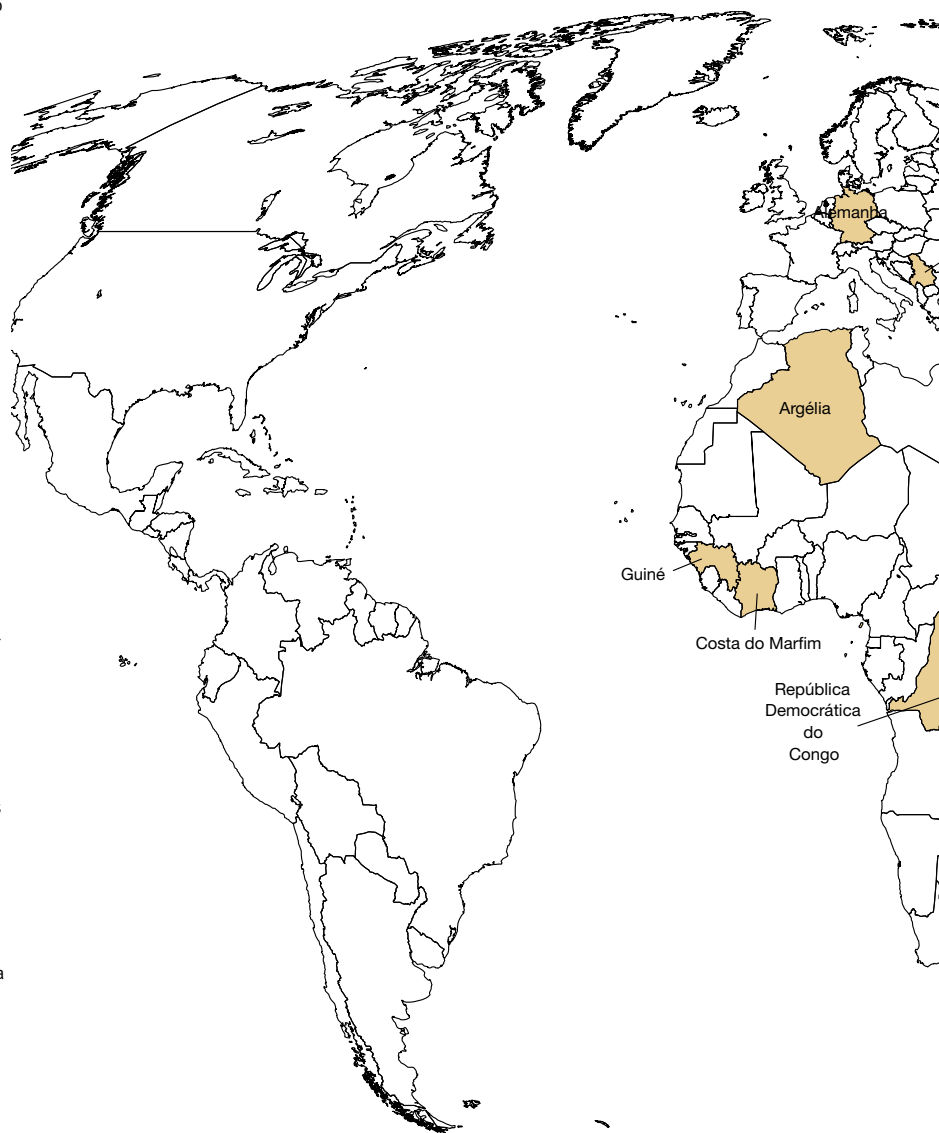 Alemanha
Argélia
Guiné
Costa do Marfim
República
Democrática
do
Congo